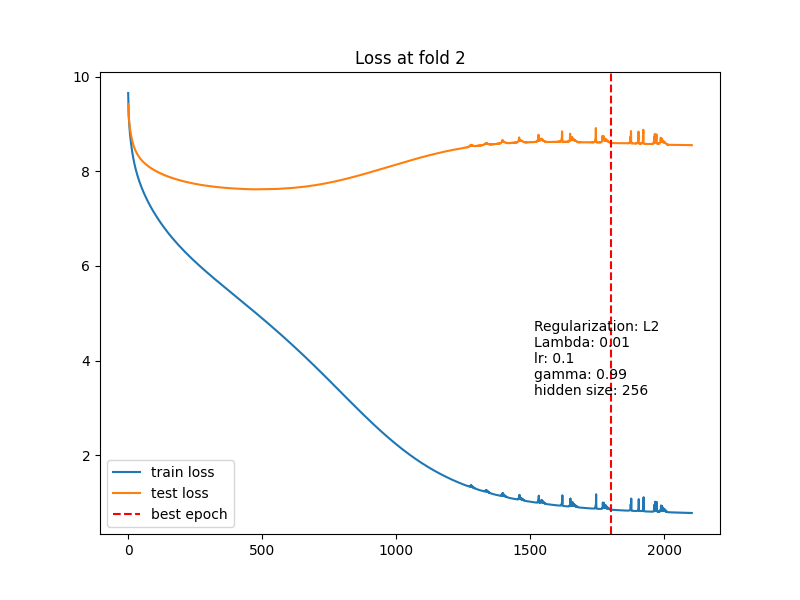 Loss at fold 2
10
8
6
4
2
Regularization: L2
Lambda: 0.01
lr: 0.1
gamma: 0.99
hidden size: 256
train loss
test loss
best epoch
0
500
1000
1500
2000